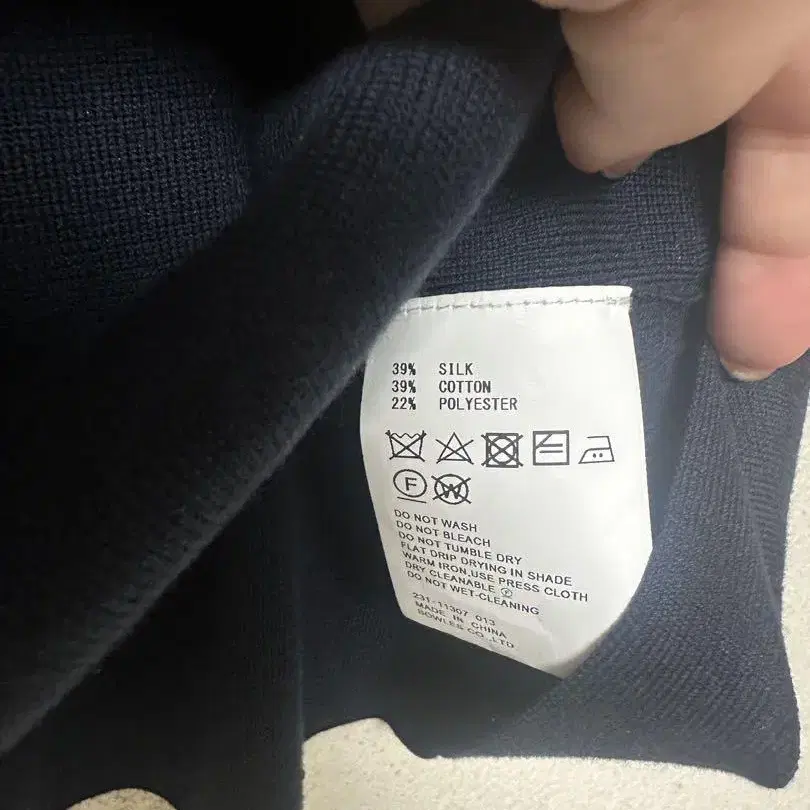 39% SILK
39% COTTON
22% POLYESTER
F W
DO NOT WASH
DO NOT BLEACH
DO NOT TUMBLE DRY
FLAT DRIP DRYING IN SHADE
WARM IRON,USE PRESS CLOTH
DRY CLEANABLE Ⓕ
DO NOT WET-CLEANING
231-11307 013
MADE IN CHINA
BOWLES CO.,LTD